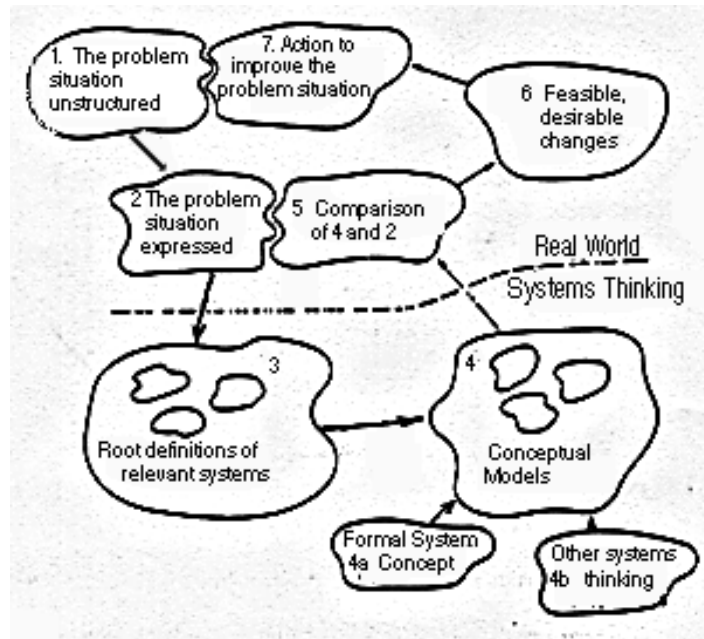 1. The problem
situation
unstructured
7. Action to
improve the
problem situation
6 Feasible,
desirable
changes
2 The problem
situation
expressed
5 Comparison
of 4 and 2
Real World
Systems Thinking
3
Root definitions of
relevant systems
4
Conceptual
Models
Formal System
4a Concept
Other systems
4b thinking